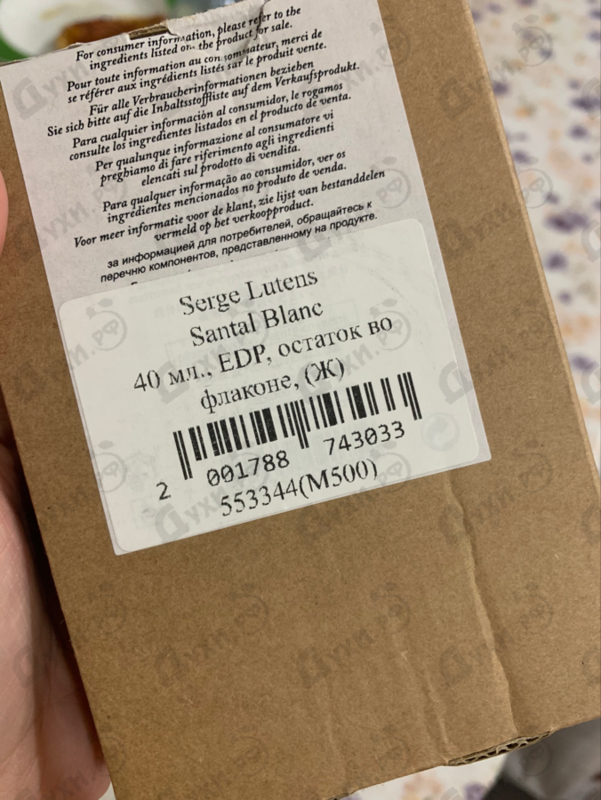 For consumer information, please refer to the
ingredients listed on the product for sale.
Pour toute information au consommateur, merci de
se référer aux ingrédients listés sur le produit vente.
Für alle Verbraucherinformationen beziehen
Sie sich bitte auf die Inhaltsstoffliste auf dem Verkaufsprodukt.
Para cualquier información al consumidor, le rogamos
consulte los ingredientes listados en el producto de venta.
Per qualunque informazione al consumatore vi
preghiamo di fare riferimento agli ingredienti
elencati sul prodotto di vendita.
Para qualquer informação ao consumidor, ver os
ingredientes mencionados no produto de venda.
Voor meer informatie voor de klant, zie lijst van bestanddelen
vermeld op het verkoopproduct.
за информацией для потребителей, обращайтесь к
перечню компонентов, представленному на продукте.
Serge Lutens
Santal Blanc
40 мл., EDP, остаток во
флаконе, (Ж)
2 001788 743033
553344(M500)
Духи.рф